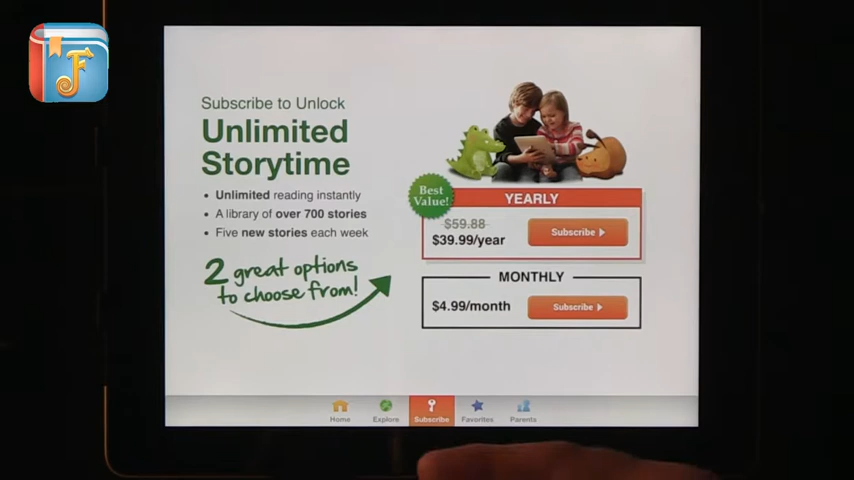 Subscribe to Unlock
Unlimited
Storytime
• Unlimited reading instantly
• A library of over 700 stories
• Five new stories each week
2 great options
to choose from!
Best
Value!
YEARLY
$59.88
$39.99/year
Subscribe
MONTHLY
$4.99/month
Subscribe
Home
Explore
Subscribe
Favorites
Parents